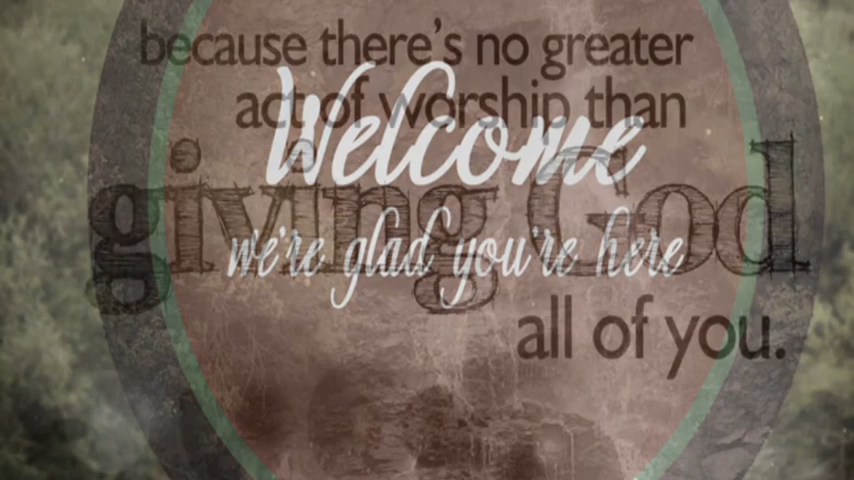 because there's no greater
act of worship than
giving God
all of you.
Welcome
we're glad you're here